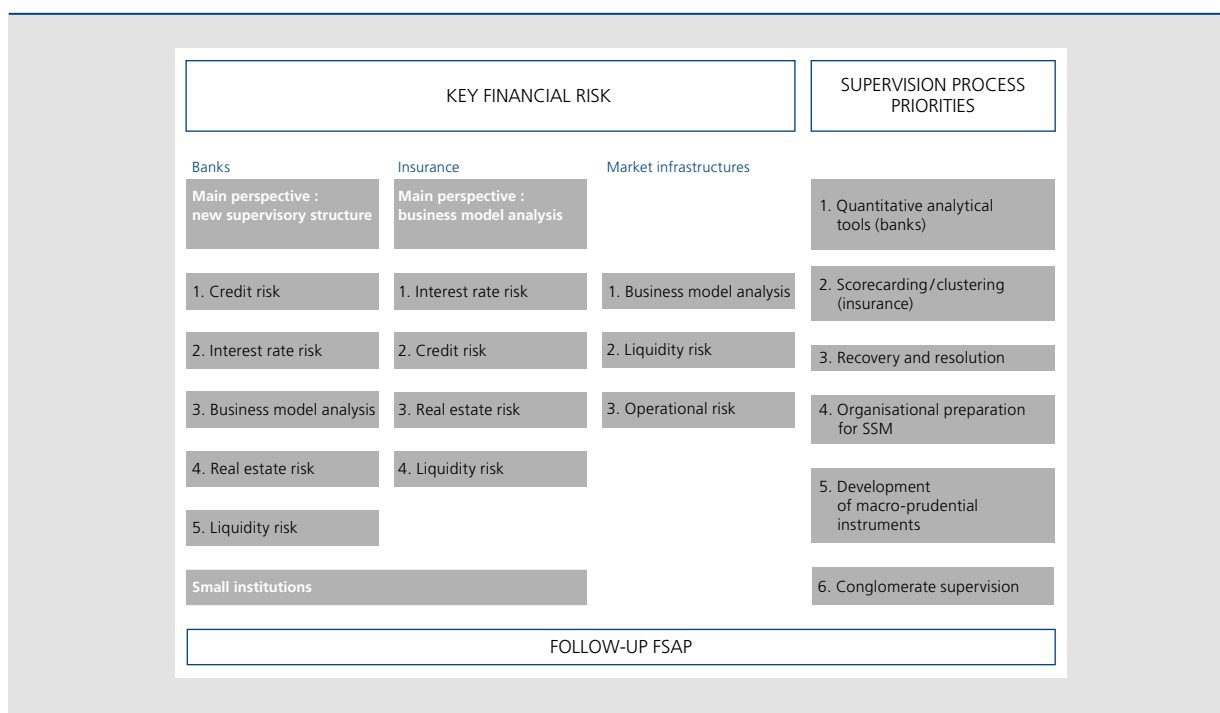 KEY FINANCIAL RISK
SUPERVISION PROCESS
PRIORITIES
Banks
Main perspective :
new supervisory structure
1. Credit risk
2. Interest rate risk
3. Business model analysis
4. Real estate risk
5. Liquidity risk
Insurance
Main perspective :
business model analysis
1. Interest rate risk
2. Credit risk
3. Real estate risk
4. Liquidity risk
Small institutions
Market infrastructures
1. Business model analysis
2. Liquidity risk
3. Operational risk
1. Quantitative analytical
tools (banks)
2. Scorecarding / clustering
(insurance)
3. Recovery and resolution
4. Organisational preparation
for SSM
5. Development
of macro-prudential
instruments
6. Conglomerate supervision
FOLLOW-UP FSAP